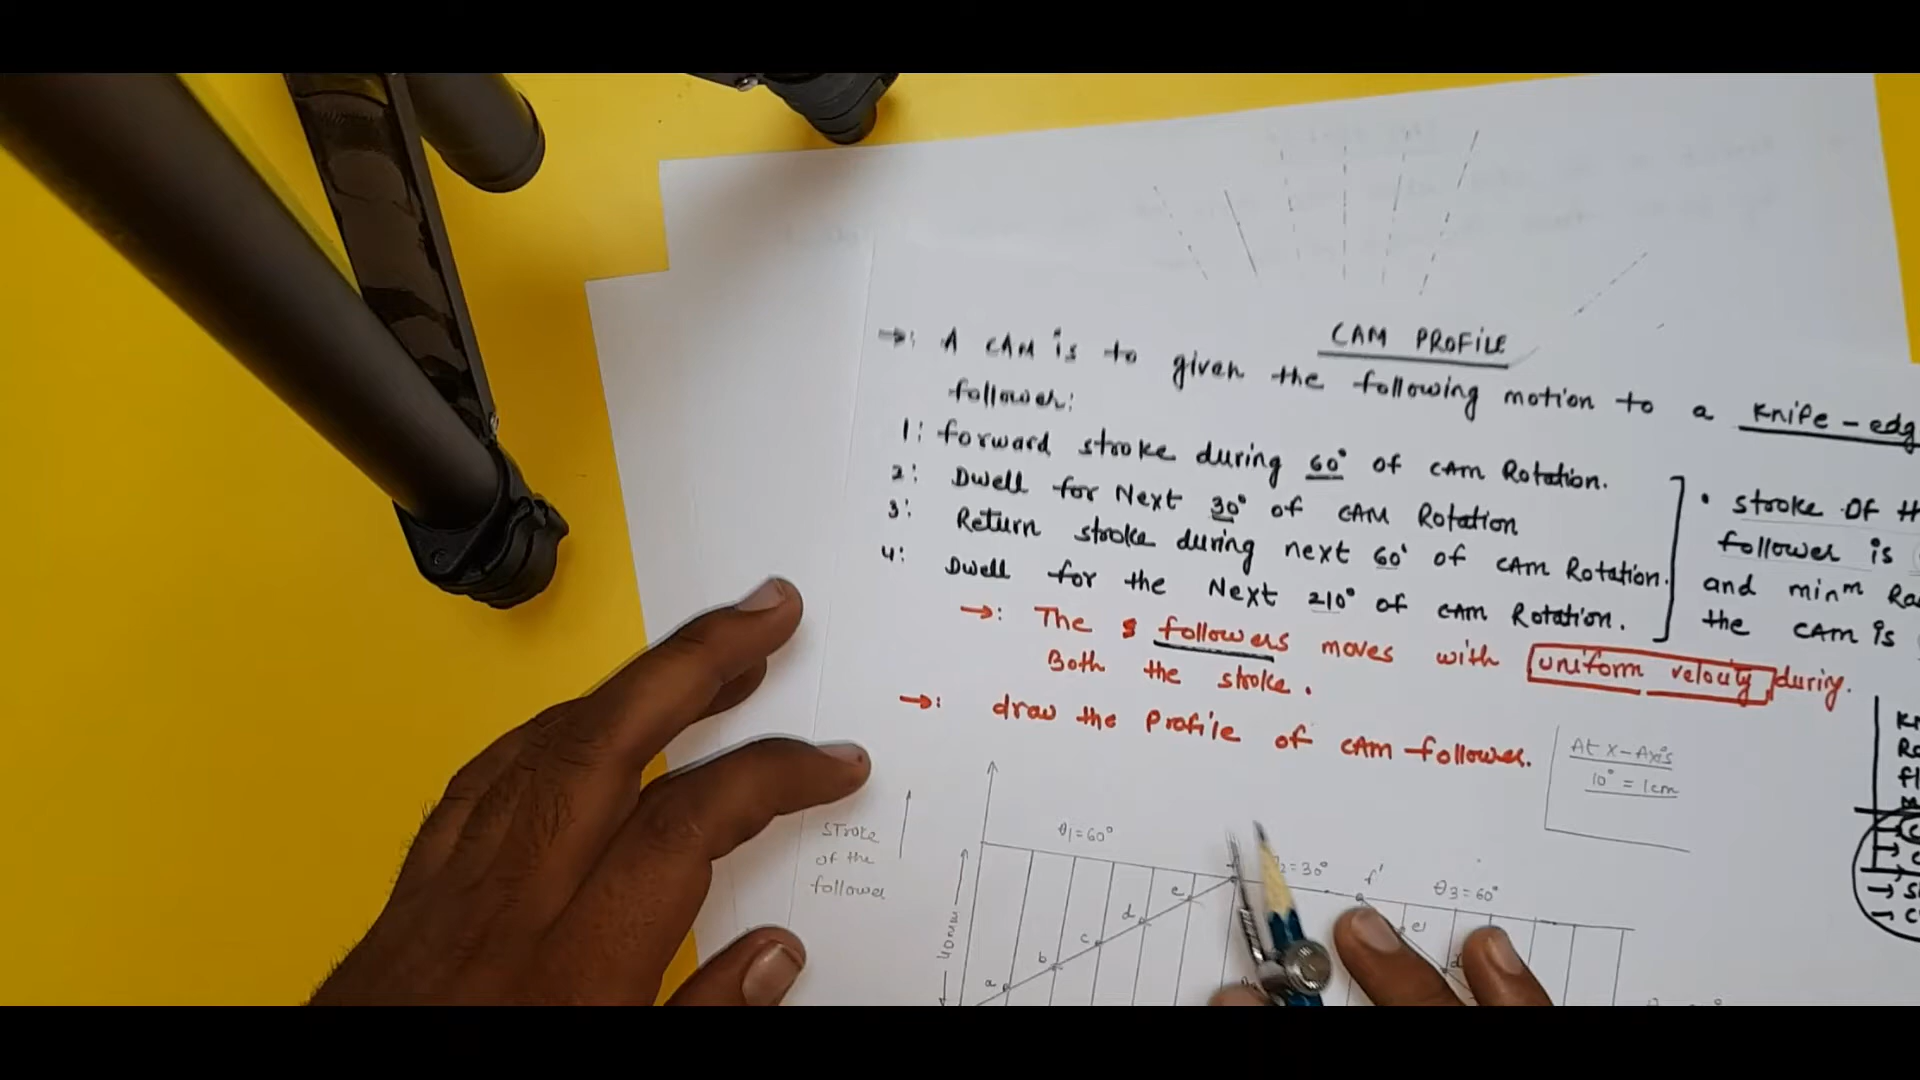 CAM PROFILE
→: A CAM is to given the following motion to a Knife-edg
follower:
1: forward stroke during 60° of CAM Rotation.
2: Dwell for Next 30° of CAM Rotation
3: Return stroke during next 60° of CAM Rotation.
4: Dwell for the Next 210° of CAM Rotation.
• stroke Of th
follower is
and minm Ra
the CAM is
→: The followers moves with uniform velocity during.
Both the stroke.
→: draw the Profile of CAM follower.
At X-Axis
10° = 1cm
Stroke
of the
follower
θ1=60°
2=30°
θ3=60°
40mm
a
b
c
d
e
f'
e'
d